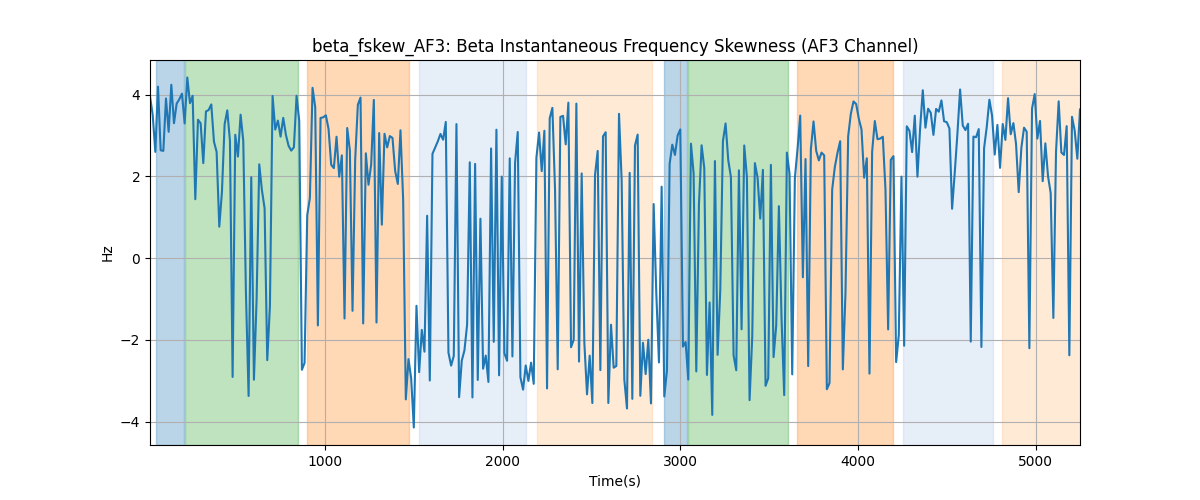 beta_fskew_AF3: Beta Instantaneous Frequency Skewness (AF3 Channel)
4
2
0
−2
−4
Hz
1000 2000 3000 4000 5000
Time(s)